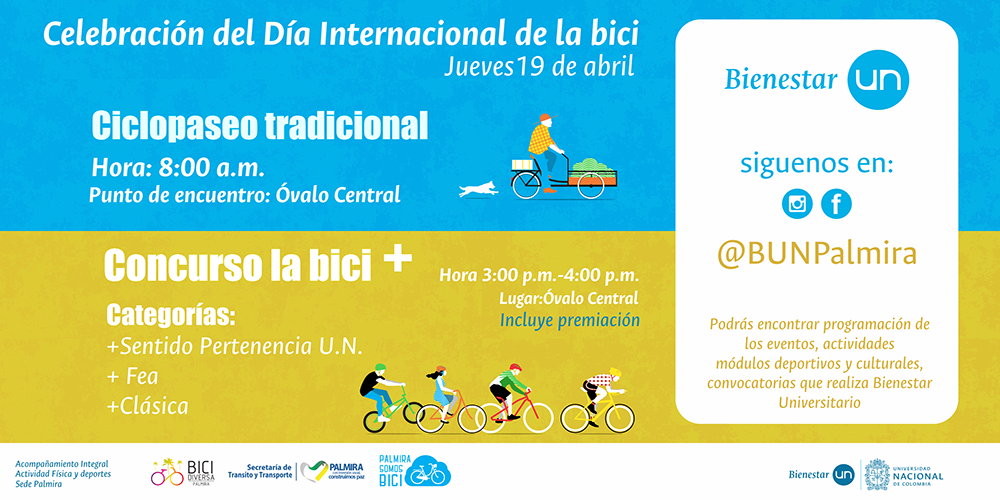 Celebración del Día Internacional de la bici
Jueves19 de abril
Ciclopaseo tradicional
Hora: 8:00 a.m.
Punto de encuentro: Óvalo Central
Concurso la bici +
Categorías:
+Sentido Pertenencia U.N.
+ Fea
+Clásica
Hora 3:00 p.m.-4:00 p.m.
Lugar:Óvalo Central
Incluye premiación
Bienestar un
siguenos en:
@BUNPalmira
Podrás encontrar programación de
los eventos, actividades
módulos deportivos y culturales,
convocatorias que realiza Bienestar
Universitario
Acompañamiento Integral
Actividad Física y deportes
Sede Palmira
BICI
DIVERSA
PALMIRA
Secretaría de
Transito y Transporte
PALMIRA
construimos paz
PALMIRA
SOMOS
BICI
Bienestar un
UNIVERSIDAD
NACIONAL
DE COLOMBIA